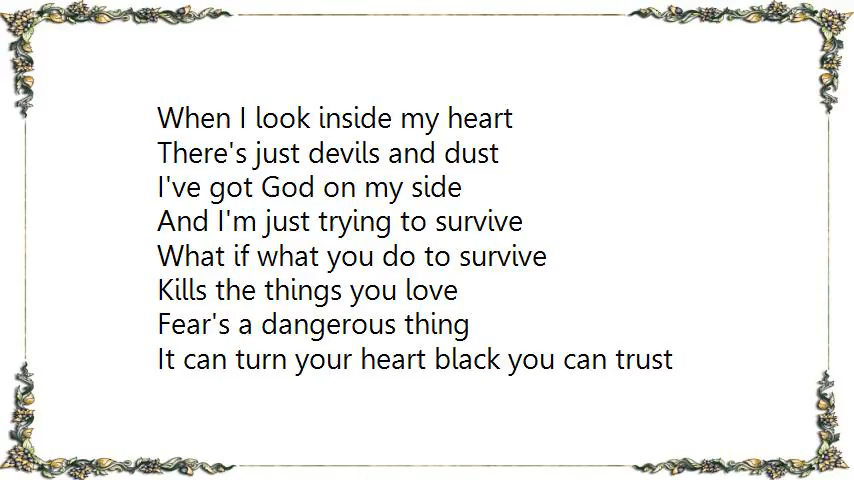 When I look inside my heart
There's just devils and dust
I've got God on my side
And I'm just trying to survive
What if what you do to survive
Kills the things you love
Fear's a dangerous thing
It can turn your heart black you can trust